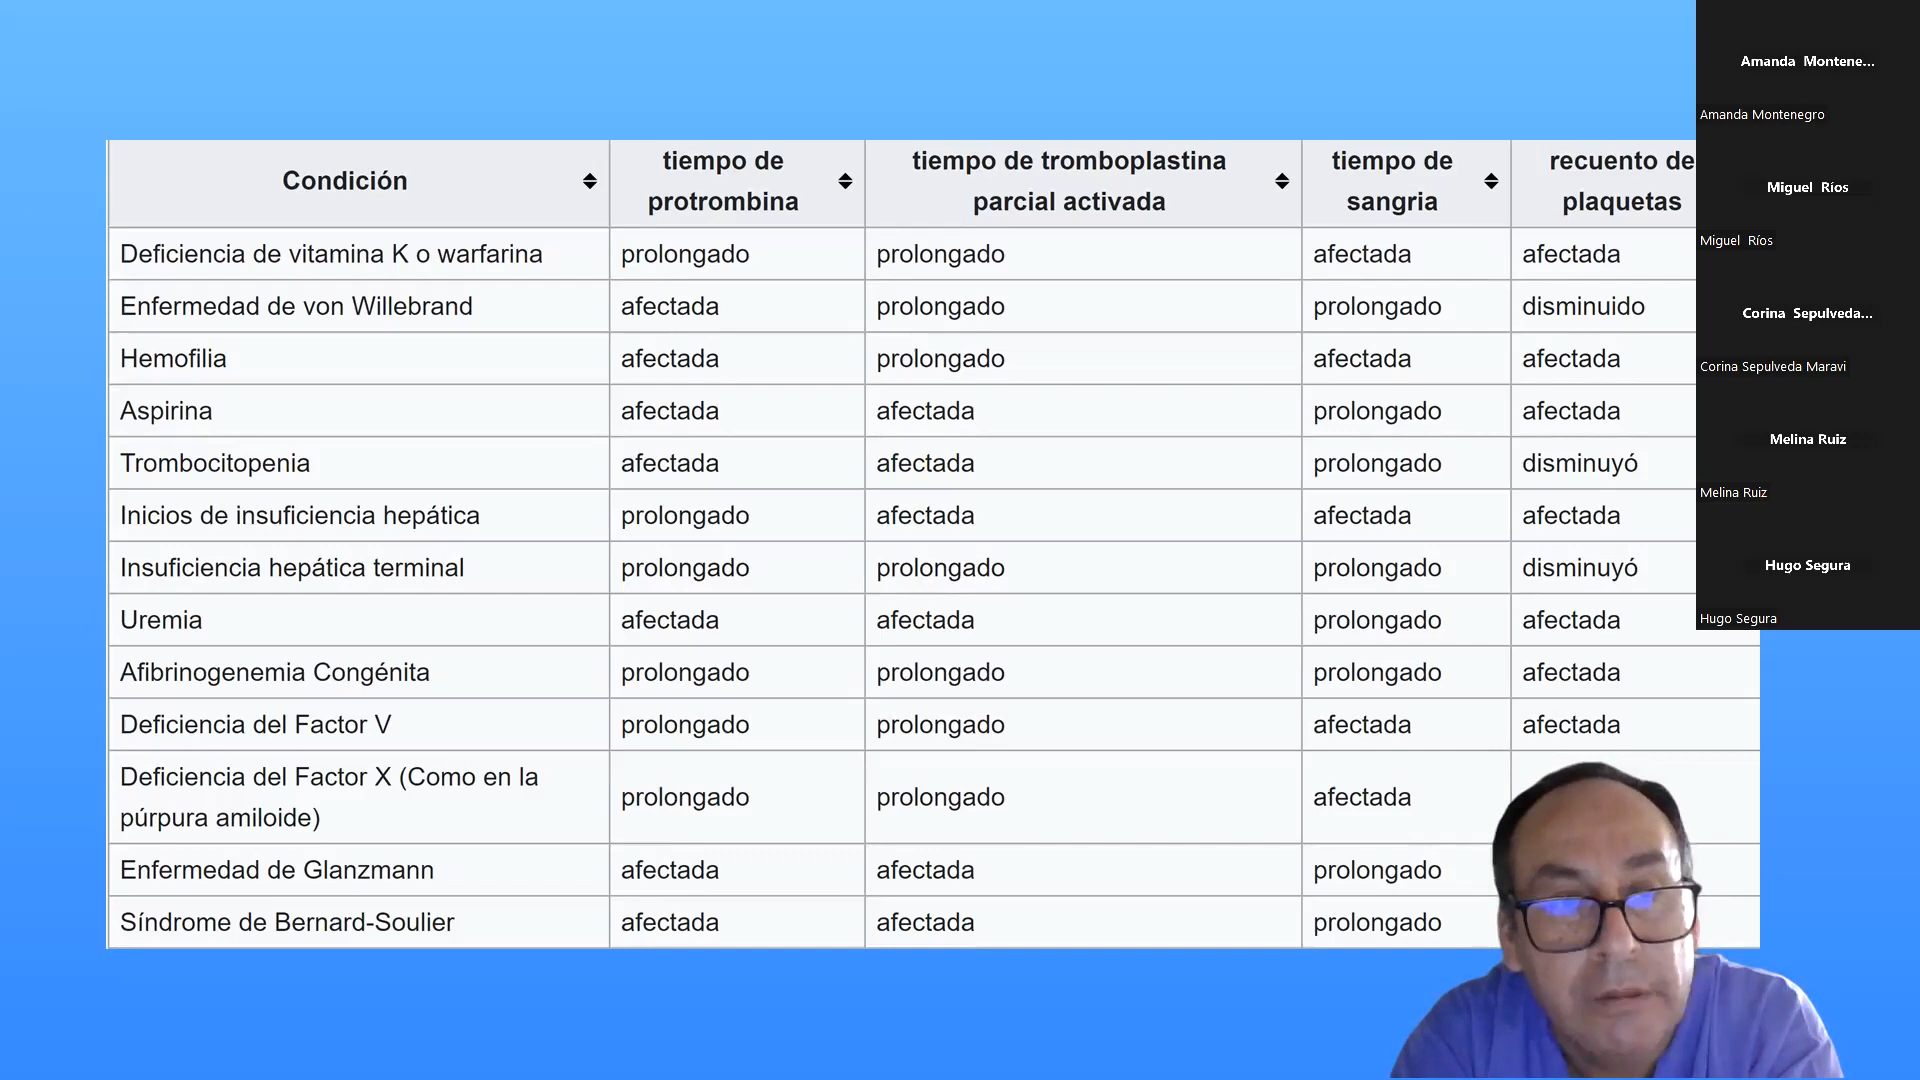 Condición
tiempo de
protrombina
tiempo de tromboplastina
parcial activada
tiempo de
sangria
recuento de
plaquetas
Deficiencia de vitamina K o warfarina prolongado prolongado afectada afectada
Enfermedad de von Willebrand afectada prolongado prolongado disminuido
Hemofilia afectada prolongado afectada afectada
Aspirina afectada afectada prolongado afectada
Trombocitopenia afectada afectada prolongado disminuyó
Inicios de insuficiencia hepática prolongado afectada afectada afectada
Insuficiencia hepática terminal prolongado prolongado prolongado disminuyó
Uremia afectada afectada prolongado afectada
Afibrinogenemia Congénita prolongado prolongado prolongado afectada
Deficiencia del Factor V prolongado prolongado afectada afectada
Deficiencia del Factor X (Como en la
púrpura amiloide) prolongado prolongado afectada
Enfermedad de Glanzmann afectada afectada prolongado
Síndrome de Bernard-Soulier afectada afectada prolongado
Amanda Montene...
Amanda Montenegro
Miguel Ríos
Miguel Ríos
Corina Sepulveda...
Corina Sepulveda Maravi
Melina Ruiz
Melina Ruiz
Hugo Segura
Hugo Segura